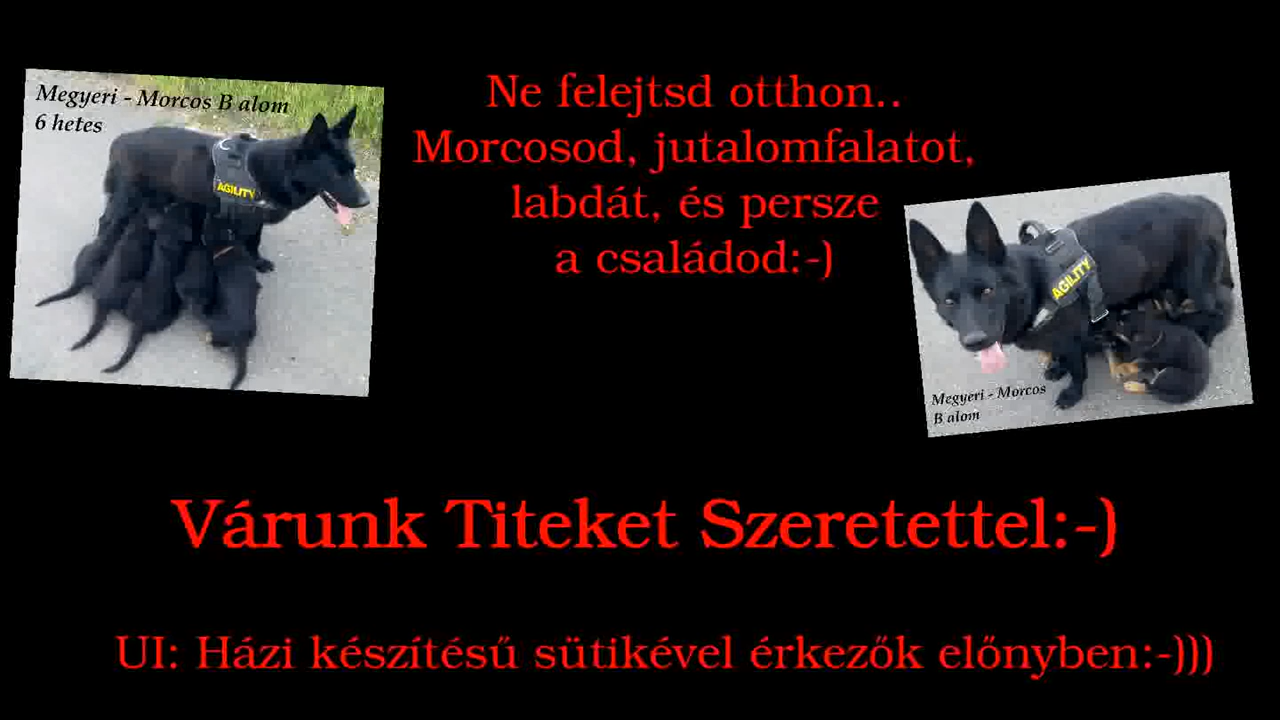 Megyeri - Morcos B alom
6 hetes
AGILITY
Ne felejtsd otthon..
Morcosod, jutalomfalatot,
labdát, és persze
a családod:-)
AGILITY
Megyeri - Morcos
B alom
Várunk Titeket Szeretettel:-)
UI: Házi készítésű sütikével érkezők előnyben:-)))